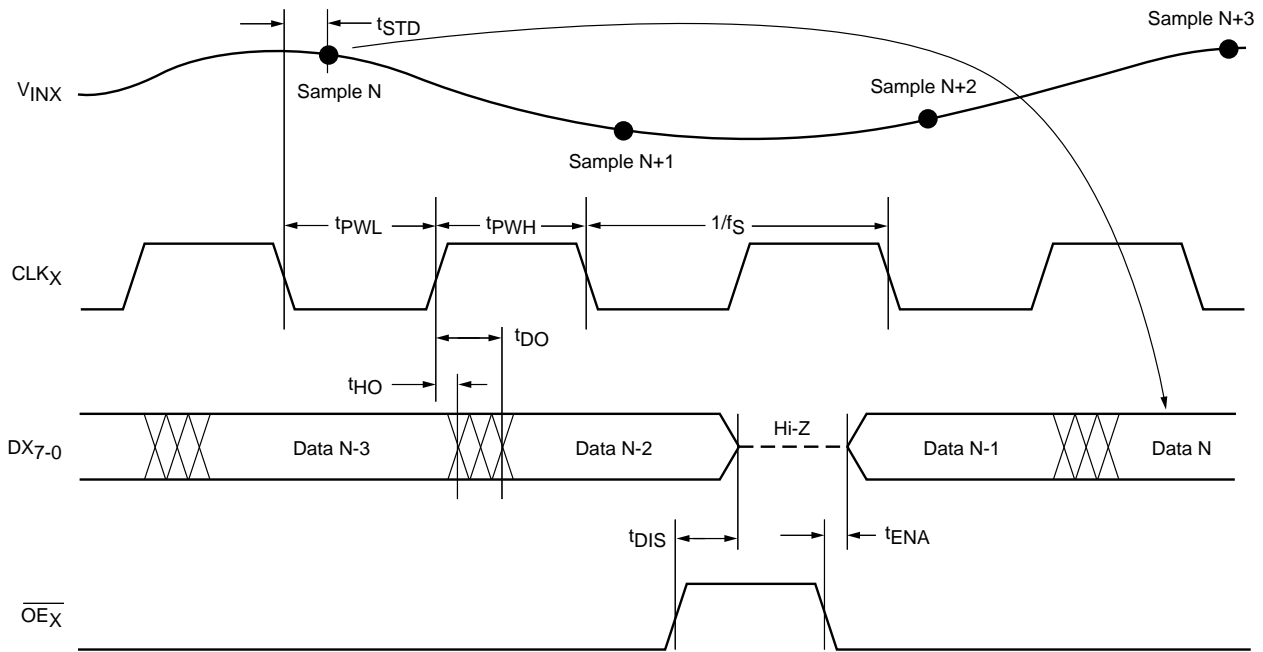 Sample N+3
tSTD
VINX
Sample N
Sample N+2
Sample N+1
tPWL
tPWH
1/fS
CLKX
tDO
tHO
DX7-0
Data N-3
Data N-2
Hi-Z
Data N-1
Data N
tDIS
tENA
OEX